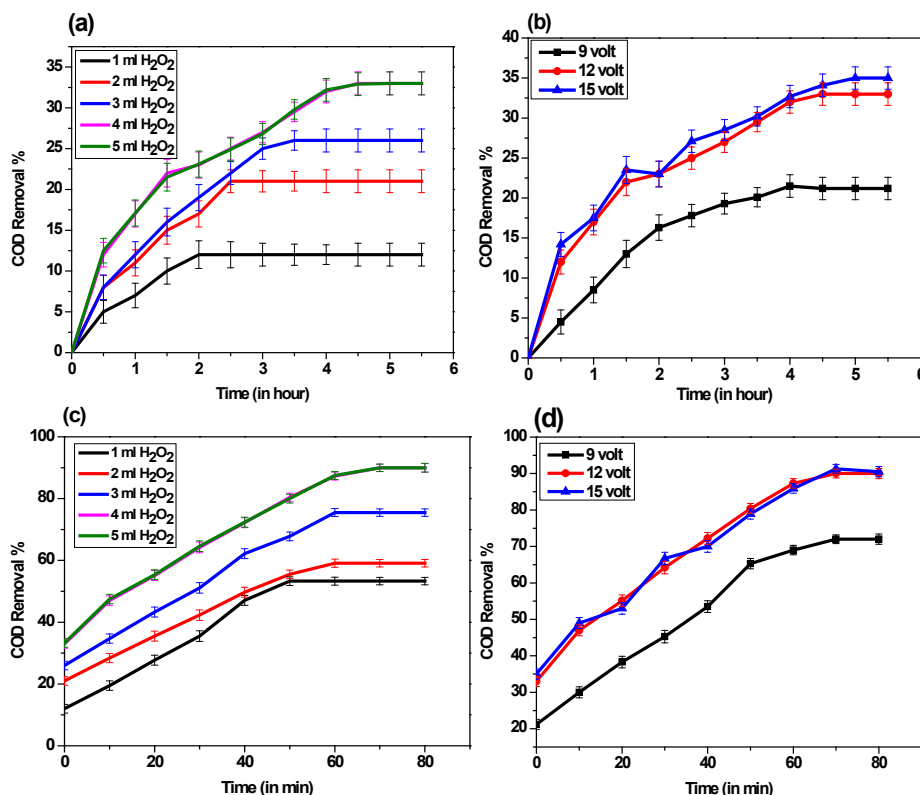 (a)
1 ml H₂O₂
2 ml H₂O₂
3 ml H₂O₂
4 ml H₂O₂
5 ml H₂O₂
COD Removal %
35
30
25
20
15
10
5
0
0 1 2 3 4 5 6
Time (in hour)
(b)
9 volt
12 volt
15 volt
COD Removal %
40
35
30
25
20
15
10
5
0
0 1 2 3 4 5 6
Time (in hour)
(c)
1 ml H₂O₂
2 ml H₂O₂
3 ml H₂O₂
4 ml H₂O₂
5 ml H₂O₂
COD Removal %
100
80
60
40
20
0
0 20 40 60 80
Time (in min)
(d)
9 volt
12 volt
15 volt
COD Removal %
100
90
80
70
60
50
40
30
20
0 20 40 60 80
Time (in min)